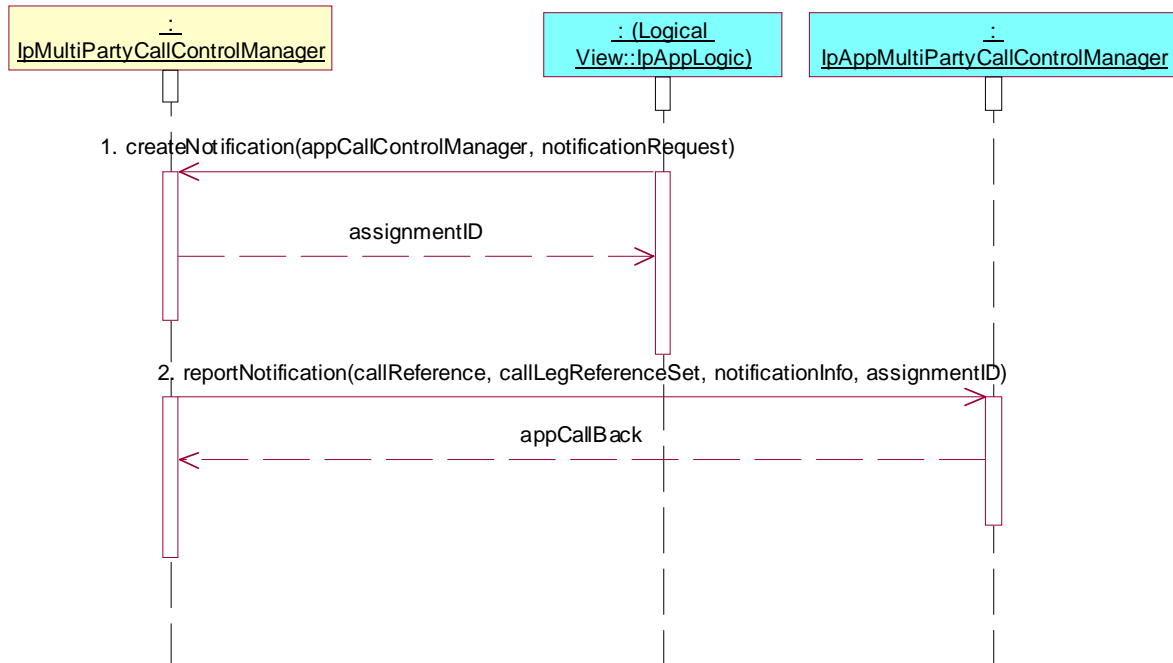 :
IpMultiPartyCallControlManager
: (Logical
View::IpAppLogic)
:
IpAppMultiPartyCallControlManager
1. createNotification(appCallControlManager, notificationRequest)
assignmentID
2. reportNotification(callReference, callLegReferenceSet, notificationInfo, assignmentID)
appCallBack